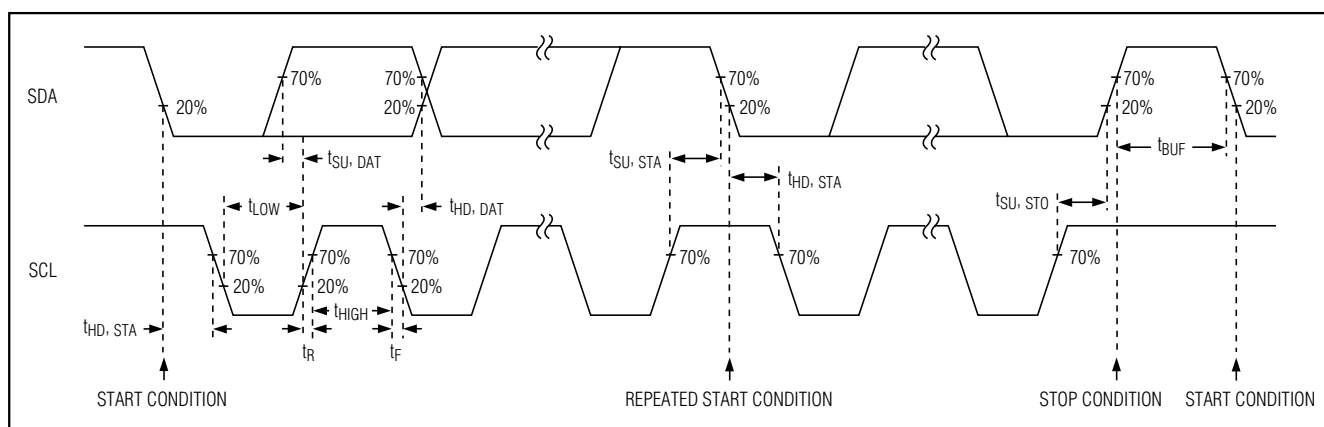 SDA
20%
70%
70%
20%
70%
20%
70%
20%
70%
20%
tSU, DAT
tSU, STA
tBUF
tHD, STA
tLOW
tHD, DAT
tSU, STO
SCL
70%
20%
70%
20%
70%
20%
70%
70%
70%
tHIGH
tHD, STA
tR
tF
START CONDITION
REPEATED START CONDITION
STOP CONDITION
START CONDITION